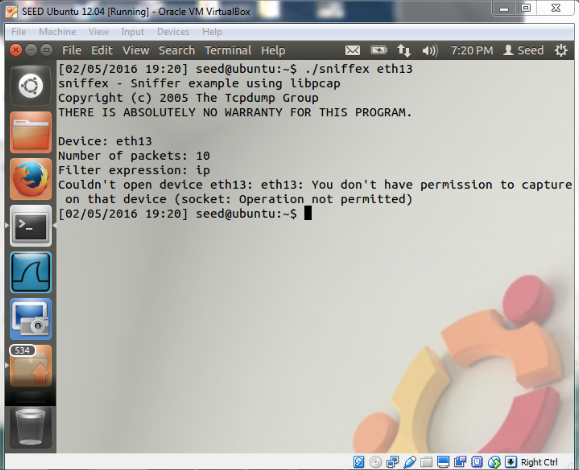 SEED Ubuntu 12.04 [Running] - Oracle VM VirtualBox
File Machine View Input Devices Help
File Edit View Search Terminal Help 7:20 PM Seed
[02/05/2016 19:20] seed@ubuntu:~$ ./sniffex eth13
sniffex - Sniffer example using libpcap
Copyright (c) 2005 The Tcpdump Group
THERE IS ABSOLUTELY NO WARRANTY FOR THIS PROGRAM.
Device: eth13
Number of packets: 10
Filter expression: ip
Couldn't open device eth13: eth13: You don't have permission to capture
on that device (socket: Operation not permitted)
[02/05/2016 19:20] seed@ubuntu:~$
534
Right Ctrl